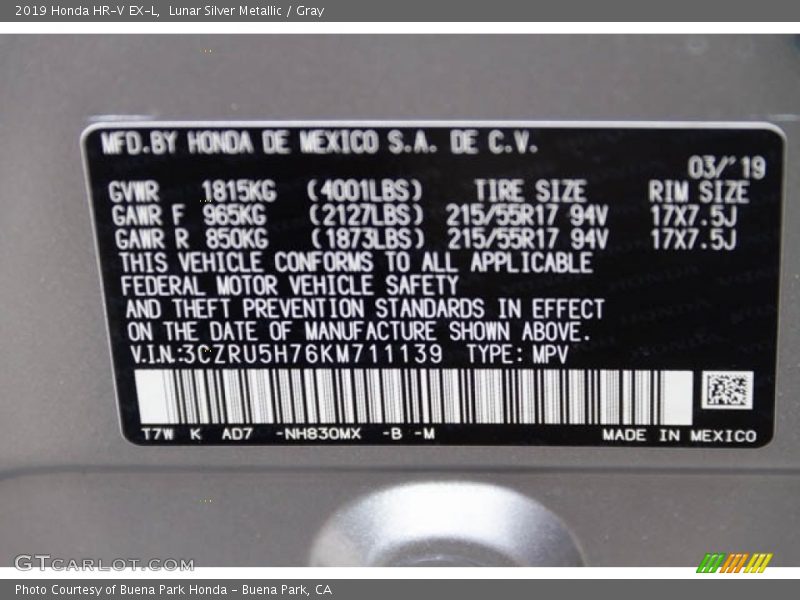 2019 Honda HR-V EX-L, Lunar Silver Metallic / Gray
MFD.BY HONDA DE MEXICO S.A. DE C.V.
03/'19
GVWR 1815KG (4001LBS) TIRE SIZE RIM SIZE
GAWR F 965KG (2127LBS) 215/55R17 94V 17X7.5J
GAWR R 850KG (1873LBS) 215/55R17 94V 17X7.5J
THIS VEHICLE CONFORMS TO ALL APPLICABLE
FEDERAL MOTOR VEHICLE SAFETY
AND THEFT PREVENTION STANDARDS IN EFFECT
ON THE DATE OF MANUFACTURE SHOWN ABOVE.
V.I.N.:3CZRU5H76KM711139 TYPE: MPV
T7W K AD7 -NH830MX -B -M MADE IN MEXICO
GTCARLOT.COM
Photo Courtesy of Buena Park Honda - Buena Park, CA